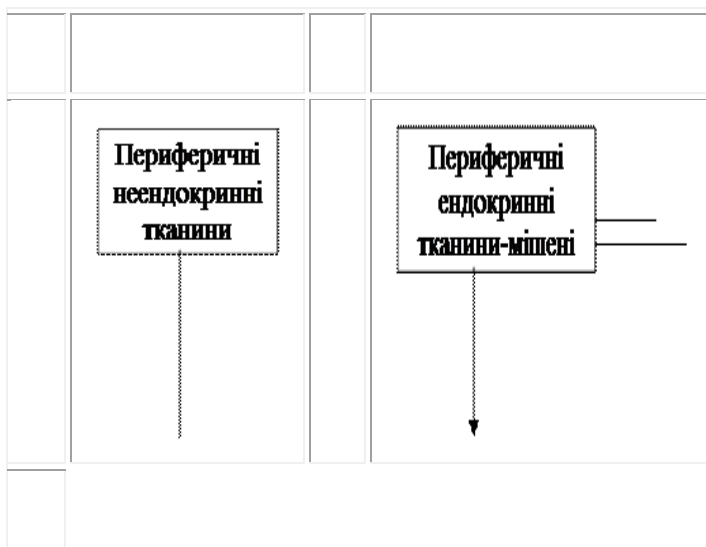 Периферичні
неендокринні
тканини
Периферичні
ендокринні
тканини-мішені